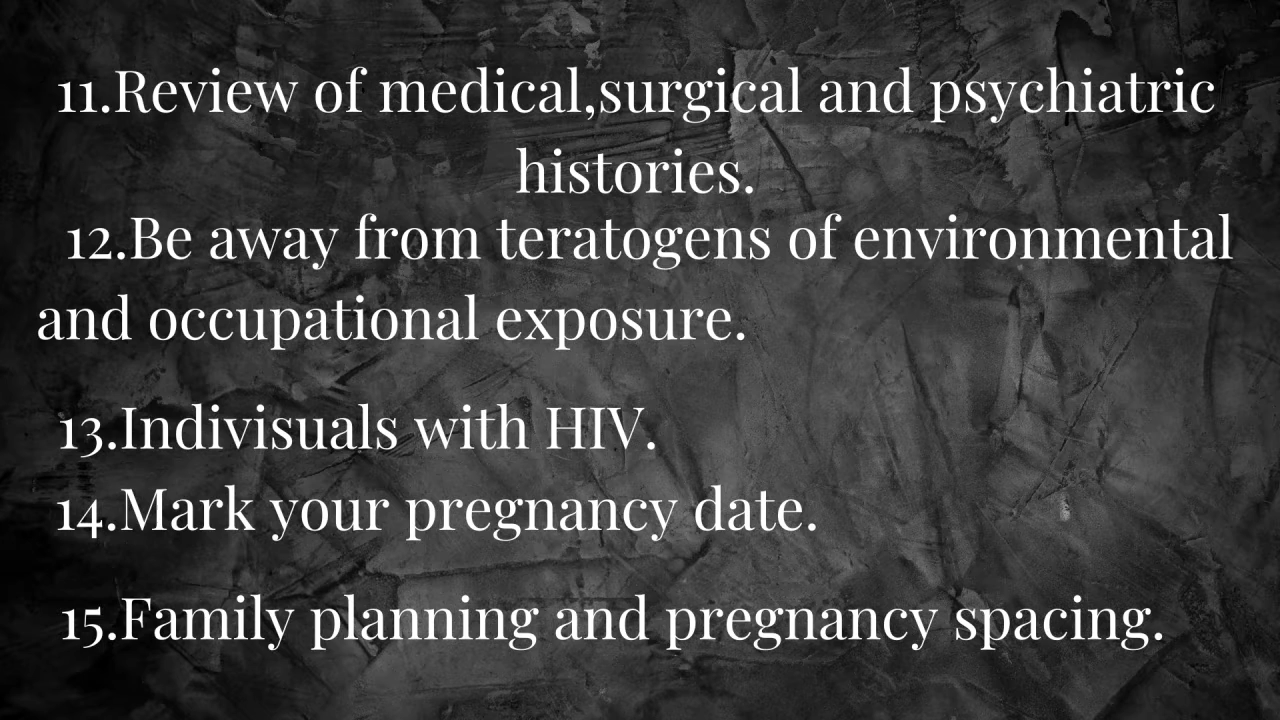 11.Review of medical,surgical and psychiatric
histories.
12.Be away from teratogens of environmental
and occupational exposure.
13.Indivisuals with HIV.
14.Mark your pregnancy date.
15.Family planning and pregnancy spacing.